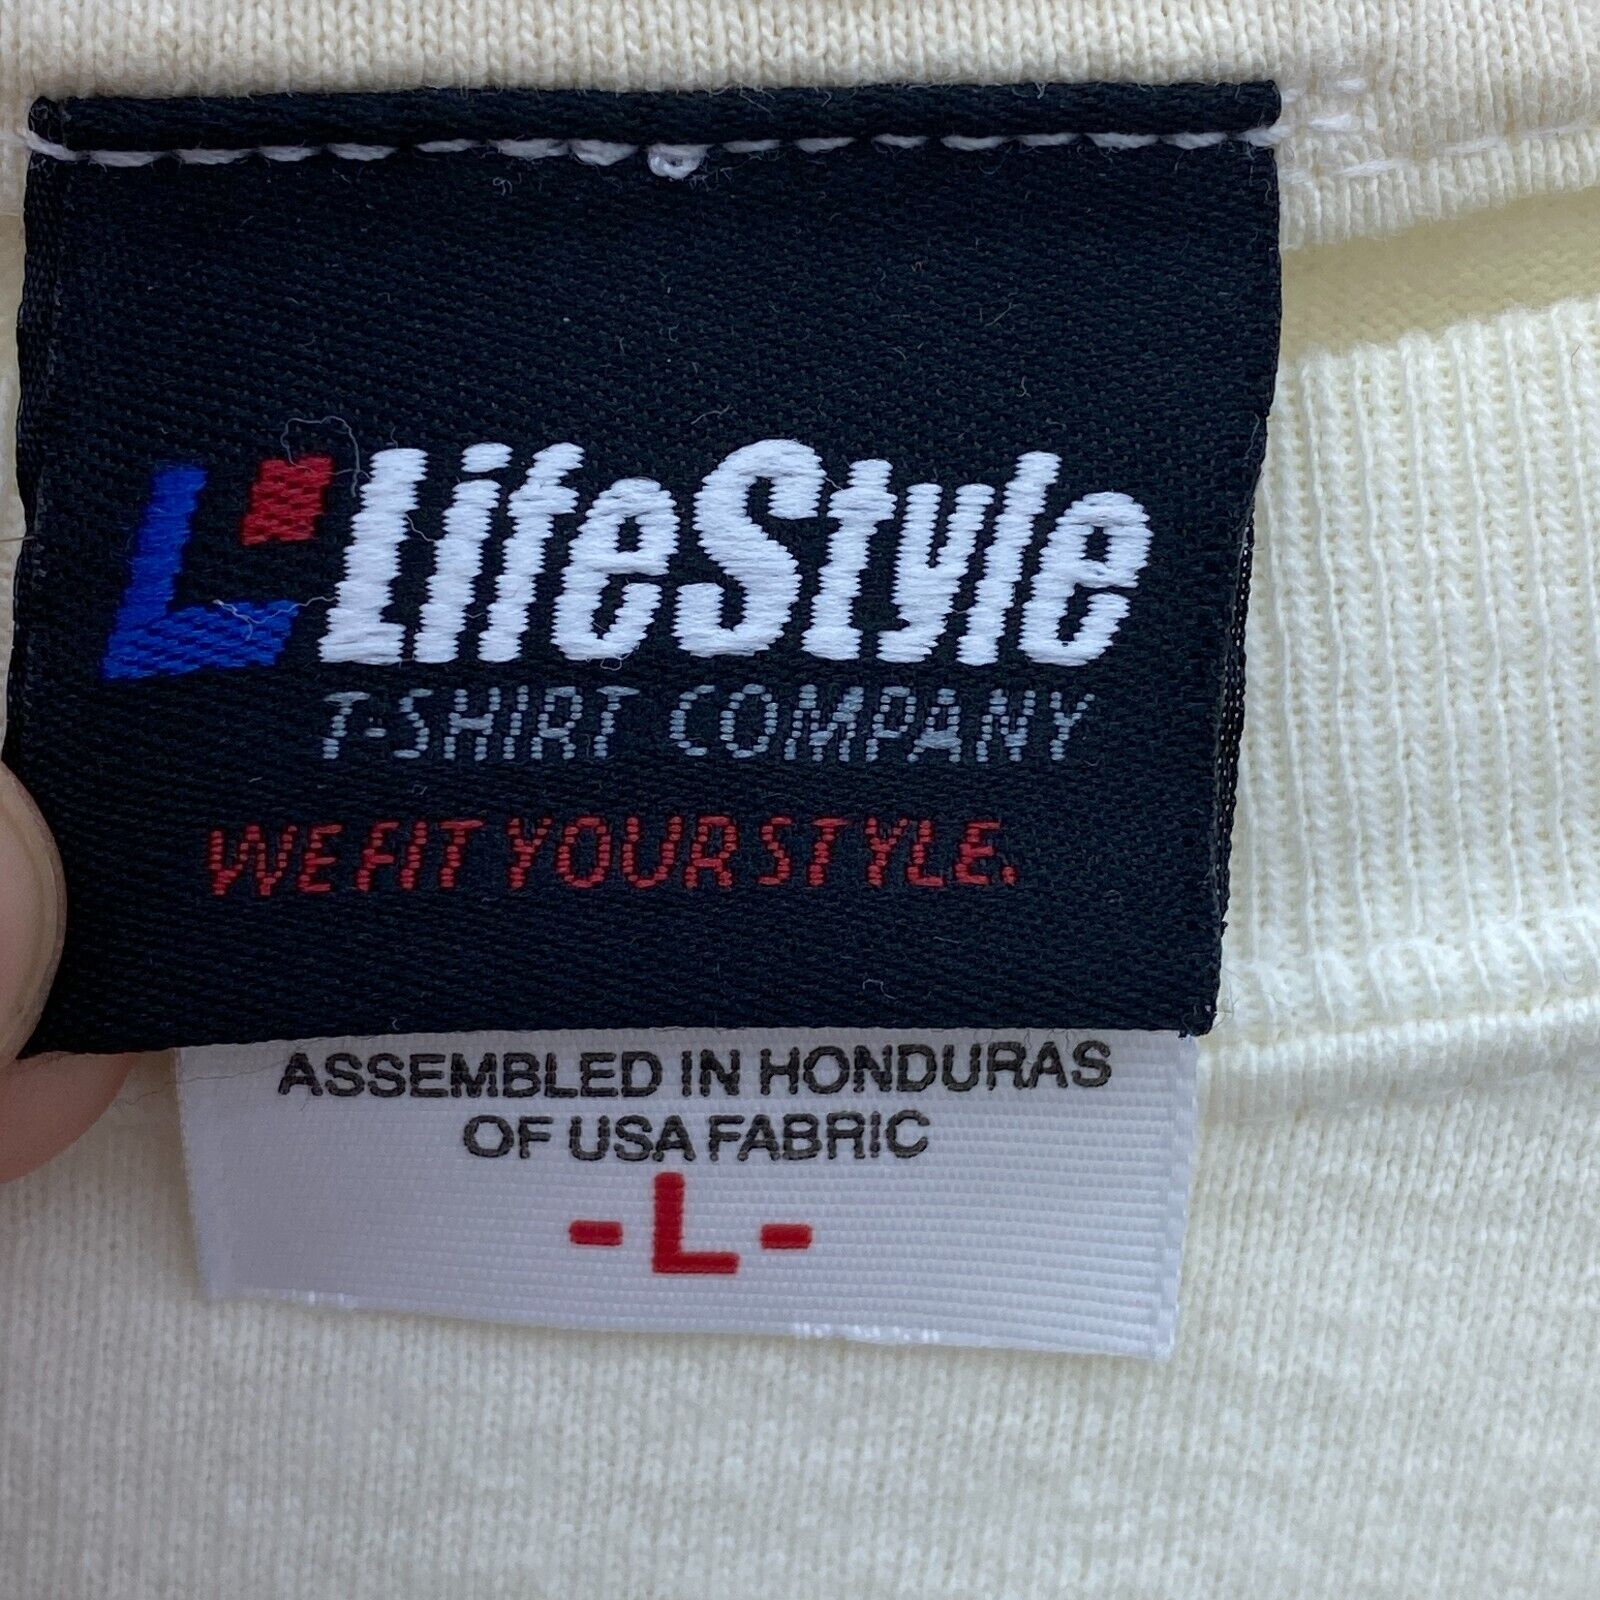 LifeStyle
T-SHIRT COMPANY
WE FIT YOUR STYLE.
ASSEMBLED IN HONDURAS
OF USA FABRIC
-L-